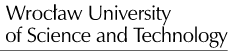 Wrocław University
of Science and Technology